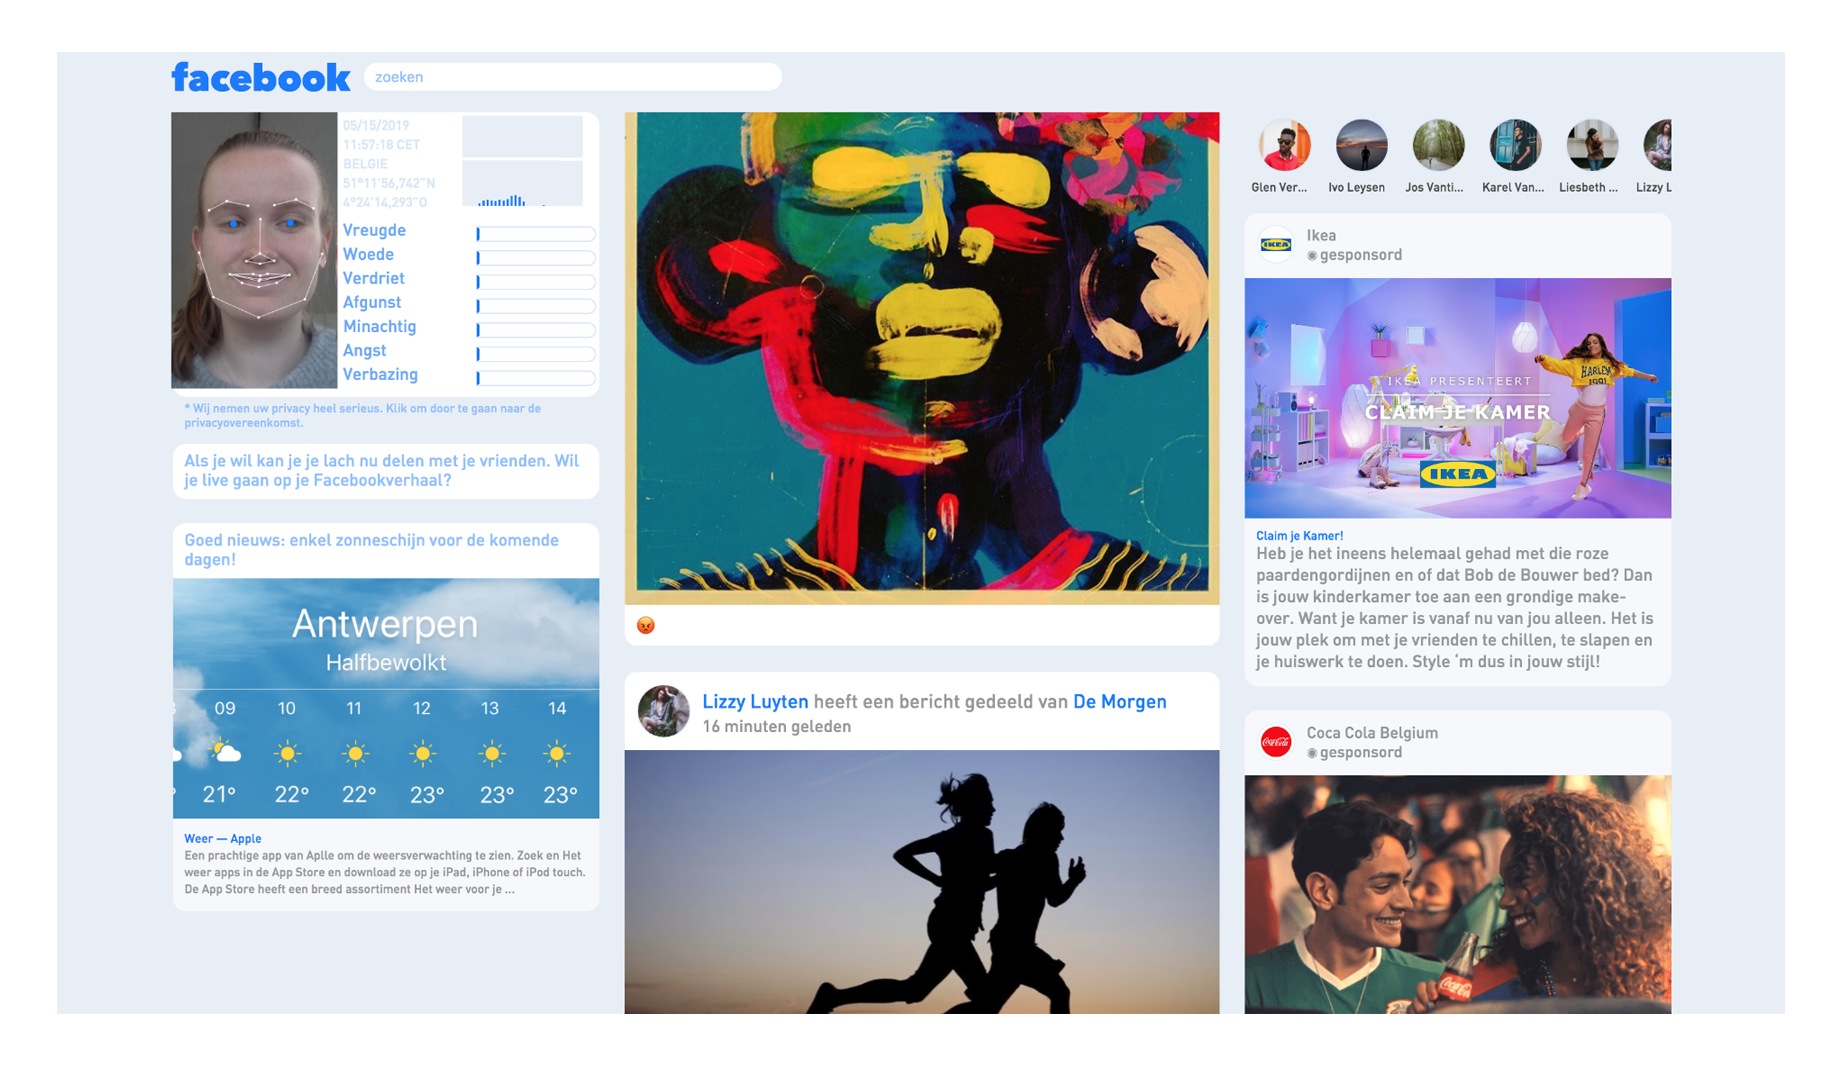 facebook
zoeken
05/15/2019
11:57:18 CET
BELGIE
51°11'56,742"N
4°24'14,293"O
Vreugde
Woede
Verdriet
Afgunst
Minachtig
Angst
Verbazing
* Wij nemen uw privacy heel serieus. Klik om door te gaan naar de
privacyovereenkomst.
Als je wil kan je je lach nu delen met je vrienden. Wil
je live gaan op je Facebookverhaal?
Goed nieuws: enkel zonneschijn voor de komende
dagen!
Antwerpen
Halfbewolkt
09 10 11 12 13 14
21° 22° 22° 23° 23° 23°
Weer — Apple
Een prachtige app van Aplle om de weersverwachting te zien. Zoek en Het
weer apps in de App Store en download ze op je iPad, iPhone of iPod touch.
De App Store heeft een breed assortiment Het weer voor je ...
Lizzy Luyten heeft een bericht gedeeld van De Morgen
16 minuten geleden
Glen Ver... Ivo Leysen Jos Vanti... Karel Van... Liesbeth ... Lizzy L
IKEA
Ikea
gesponsord
HARLEM
1991
IKEA PRESENTEERT
CLAIM JE KAMER
IKEA
Claim je Kamer!
Heb je het ineens helemaal gehad met die roze
paardengordijnen en of dat Bob de Bouwer bed? Dan
is jouw kinderkamer toe aan een grondige make-
over. Want je kamer is vanaf nu van jou alleen. Het is
jouw plek om met je vrienden te chillen, te slapen en
je huiswerk te doen. Style 'm dus in jouw stijl!
Coca-Cola
Coca Cola Belgium
gesponsord
Coca-Cola